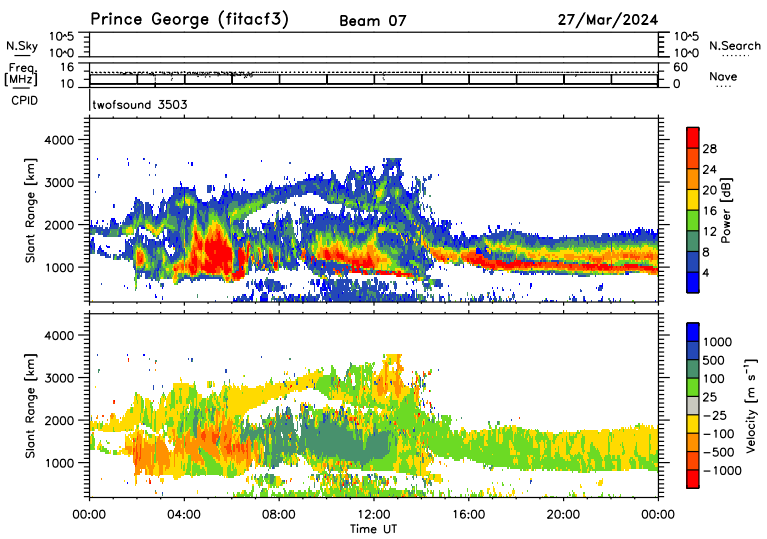 Prince George (fitacf3) Beam 07 27/Mar/2024
N.Sky 10^5 10^5 N.Search
10^0 10^0
Freq. 16 60 Nave
[MHz] 10 0
CPID twofsound 3503
Slant Range [km]
4000
3000
2000
1000
28
24
20
16
12
8
4
Power [dB]
Slant Range [km]
4000
3000
2000
1000
1000
500
100
−25
−100
−500
−1000
Velocity [m s⁻¹]
00:00 04:00 08:00 12:00 16:00 20:00 00:00
Time UT